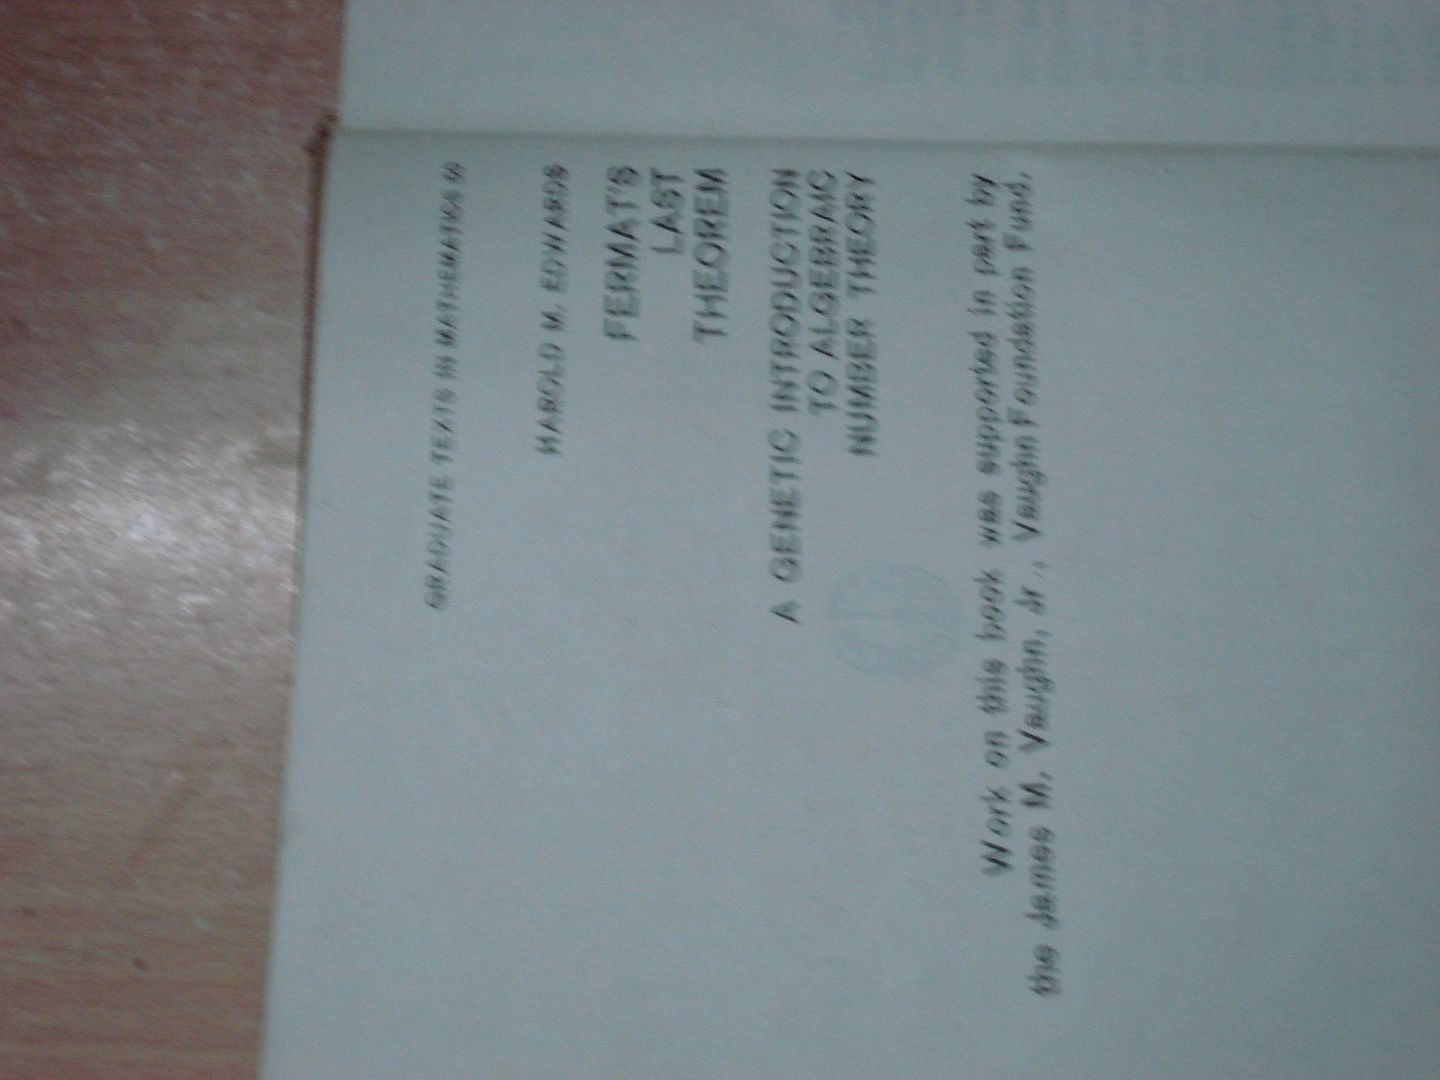 GRADUATE TEXTS IN MATHEMATICS 50
HAROLD M. EDWARDS
FERMAT'S
LAST
THEOREM
A GENETIC INTRODUCTION
TO ALGEBRAIC
NUMBER THEORY
Work on this book was supported in part by
the James M. Vaughn, Jr., Vaughn Foundation Fund.